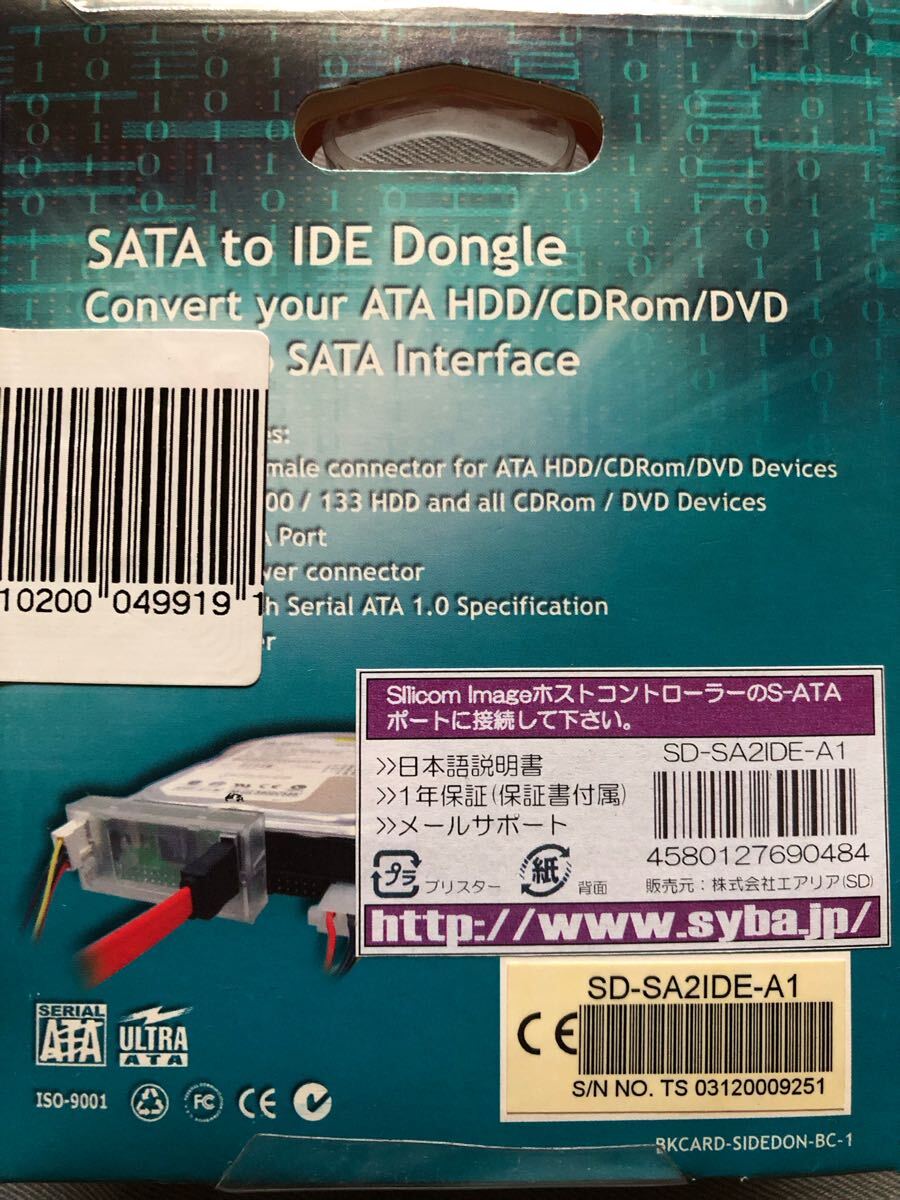 SATA to IDE Dongle
Convert your ATA HDD/CDRom/DVD
SATA Interface
es:
male connector for ATA HDD/CDRom/DVD Devices
00 / 133 HDD and all CDRom / DVD Devices
A Port
wer connector
h Serial ATA 1.0 Specification
er
10200 049919 1
SIlicom Imageホストコントローラーの S-ATA
ポートに接続して下さい。
SD-SA2IDE-A1
>>日本語説明書
>>1年保証(保証書付属)
>>メールサポート
4580127690484
プラ ブリスター 紙 背面
販売元：株式会社エアリア(SD)
http://www.syba.jp/
SD-SA2IDE-A1
CE
S/N NO. TS 03120009251
SERIAL
ATA
ULTRA
ATA
ISO-9001
FC
CE
BKCARD-SIDEDON-BC-1